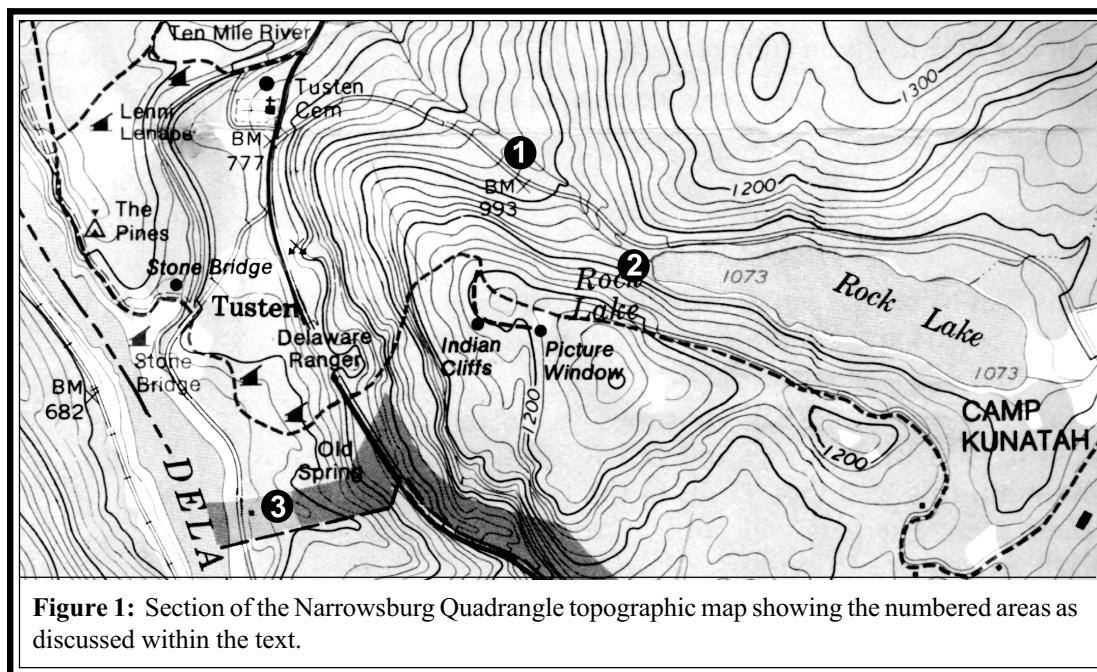 Ten Mile River
Tusten
Cem
Lenni
Lenape
BM
777
1300
1
BM
993
1200
The
Pines
Stone Bridge
2
1073
Rock
Lake
Rock Lake
Tusten
Delaware
Ranger
Indian
Cliffs
Picture
Window
Stone
Bridge
1073
BM
682
1200
CAMP
KUNATAH
1200
Old
Spring
DELA
3
Figure 1: Section of the Narrowsburg Quadrangle topographic map showing the numbered areas as
discussed within the text.